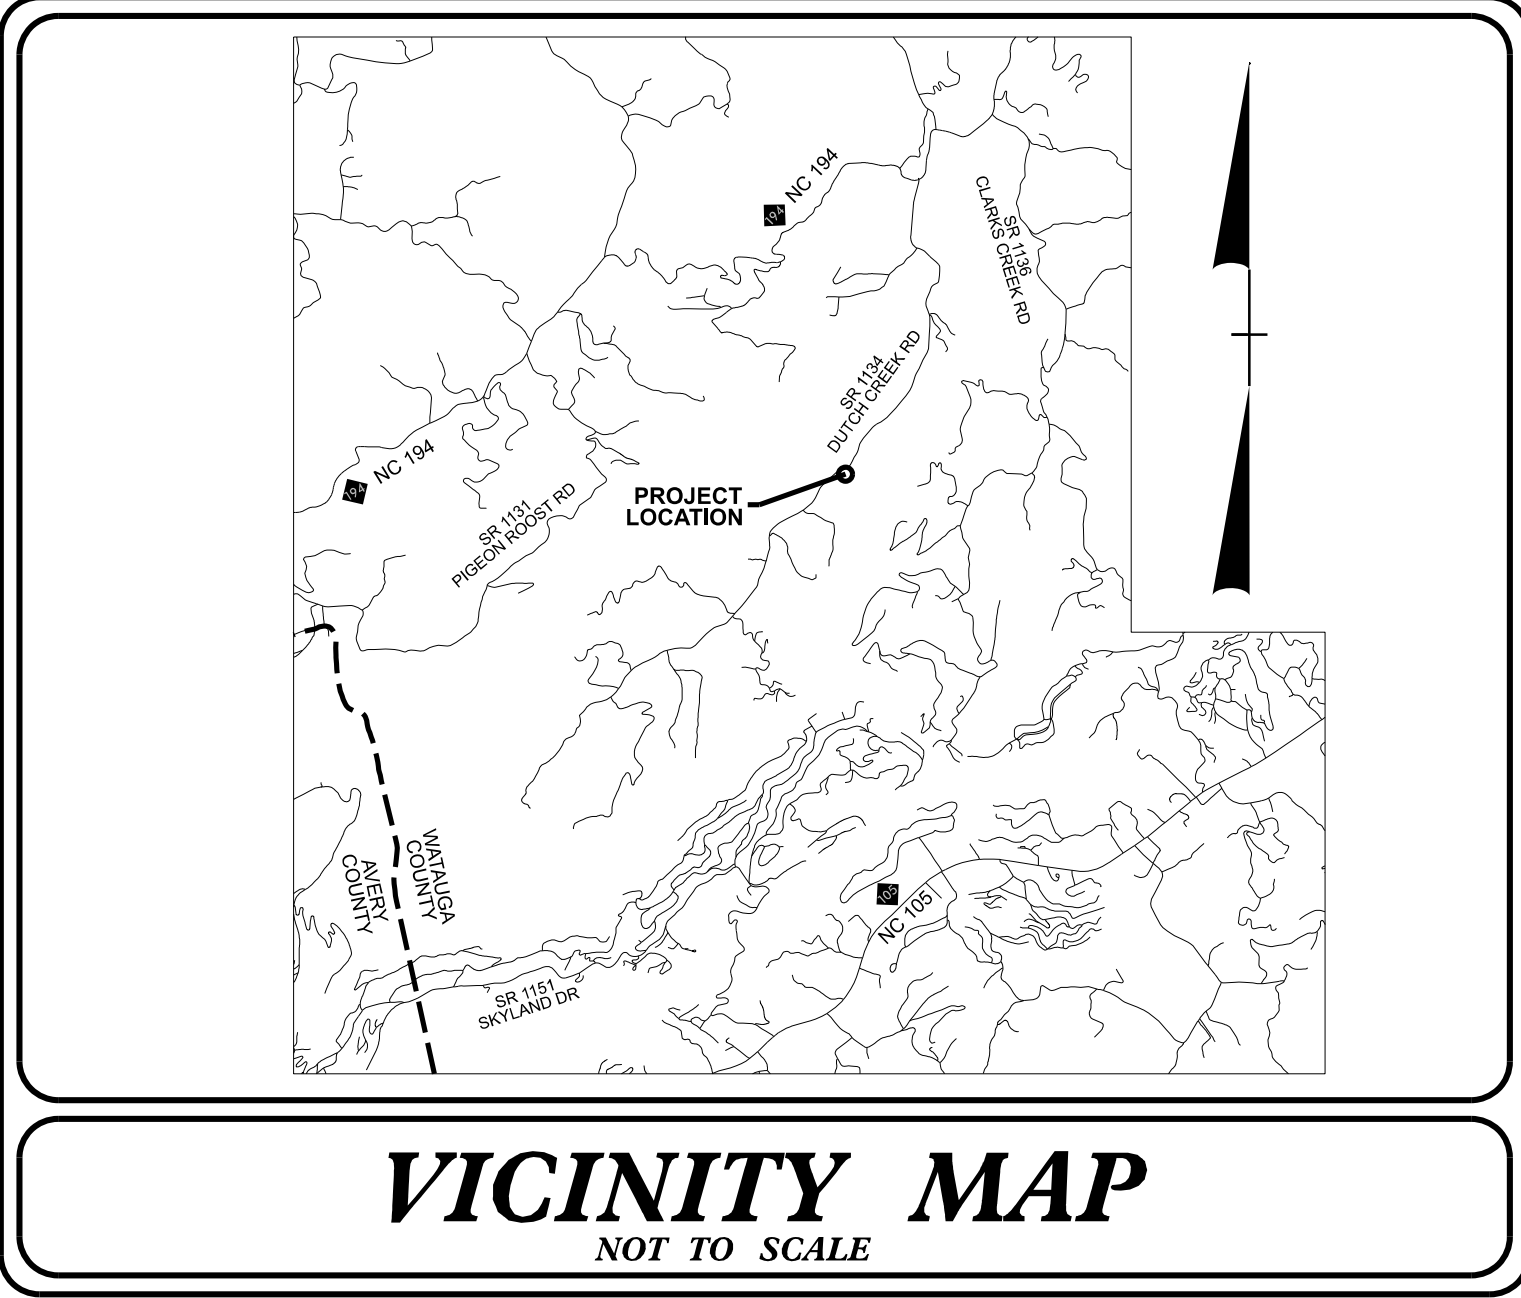 NC 194
194
SR 1136
CLARKS CREEK RD
SR 1134
DUTCH CREEK RD
NC 194
194
PROJECT
LOCATION
SR 1131
PIGEON ROOST RD
WATAUGA
COUNTY
AVERY
COUNTY
105
NC 105
SR 1151
SKYLAND DR
VICINITY MAP
NOT TO SCALE